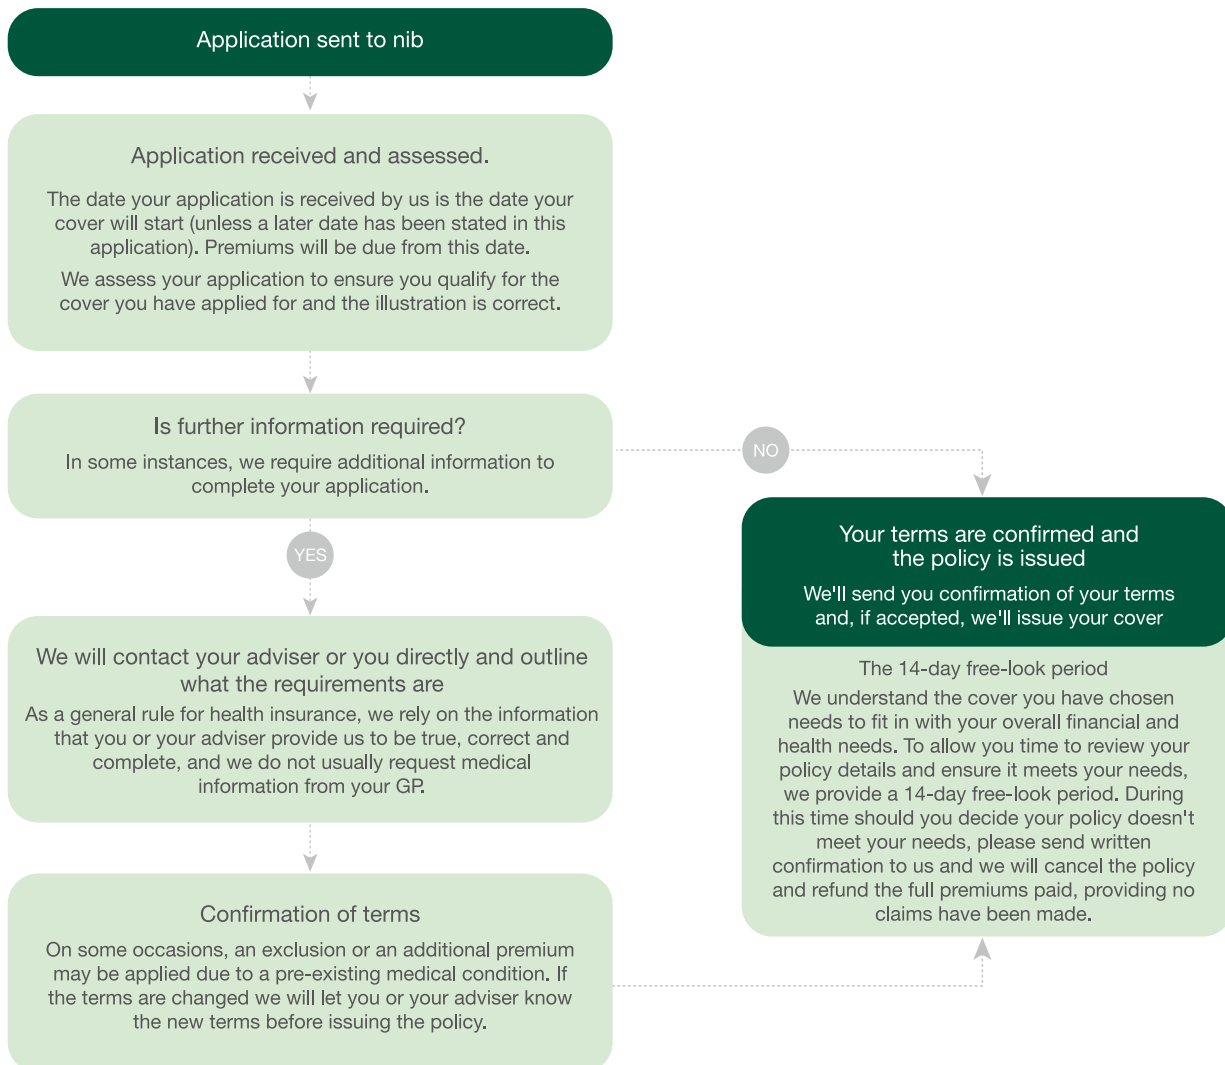 Application sent to nib
Application received and assessed.
The date your application is received by us is the date your
cover will start (unless a later date has been stated in this
application). Premiums will be due from this date.
We assess your application to ensure you qualify for the
cover you have applied for and the illustration is correct.
Is further information required?
In some instances, we require additional information to
complete your application.
NO
YES
We will contact your adviser or you directly and outline
what the requirements are
As a general rule for health insurance, we rely on the information
that you or your adviser provide us to be true, correct and
complete, and we do not usually request medical
information from your GP.
Confirmation of terms
On some occasions, an exclusion or an additional premium
may be applied due to a pre-existing medical condition. If
the terms are changed we will let you or your adviser know
the new terms before issuing the policy.
Your terms are confirmed and
the policy is issued
We'll send you confirmation of your terms
and, if accepted, we'll issue your cover
The 14-day free-look period
We understand the cover you have chosen
needs to fit in with your overall financial and
health needs. To allow you time to review your
policy details and ensure it meets your needs,
we provide a 14-day free-look period. During
this time should you decide your policy doesn't
meet your needs, please send written
confirmation to us and we will cancel the policy
and refund the full premiums paid, providing no
claims have been made.